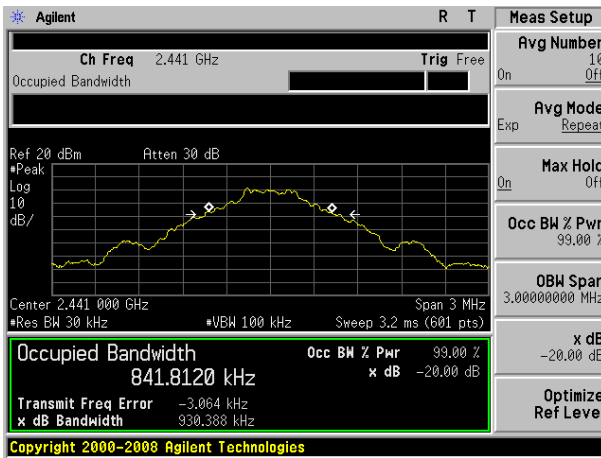 Agilent R T
Ch Freq 2.441 GHz Trig Free
Occupied Bandwidth
Ref 20 dBm Atten 30 dB
#Peak
Log
10
dB/
Center 2.441 000 GHz Span 3 MHz
#Res BW 30 kHz #VBW 100 kHz Sweep 3.2 ms (601 pts)
Occupied Bandwidth Occ BW % Pwr 99.00 %
841.8120 kHz x dB -20.00 dB
Transmit Freq Error -3.064 kHz
x dB Bandwidth 930.388 kHz
Copyright 2000-2008 Agilent Technologies
Meas Setup
Avg Number
10
On Off
Avg Mode
Exp Repeat
Max Hold
On Off
Occ BW % Pwr
99.00 %
OBW Span
3.00000000 MHz
x dB
-20.00 dB
Optimize
Ref Level